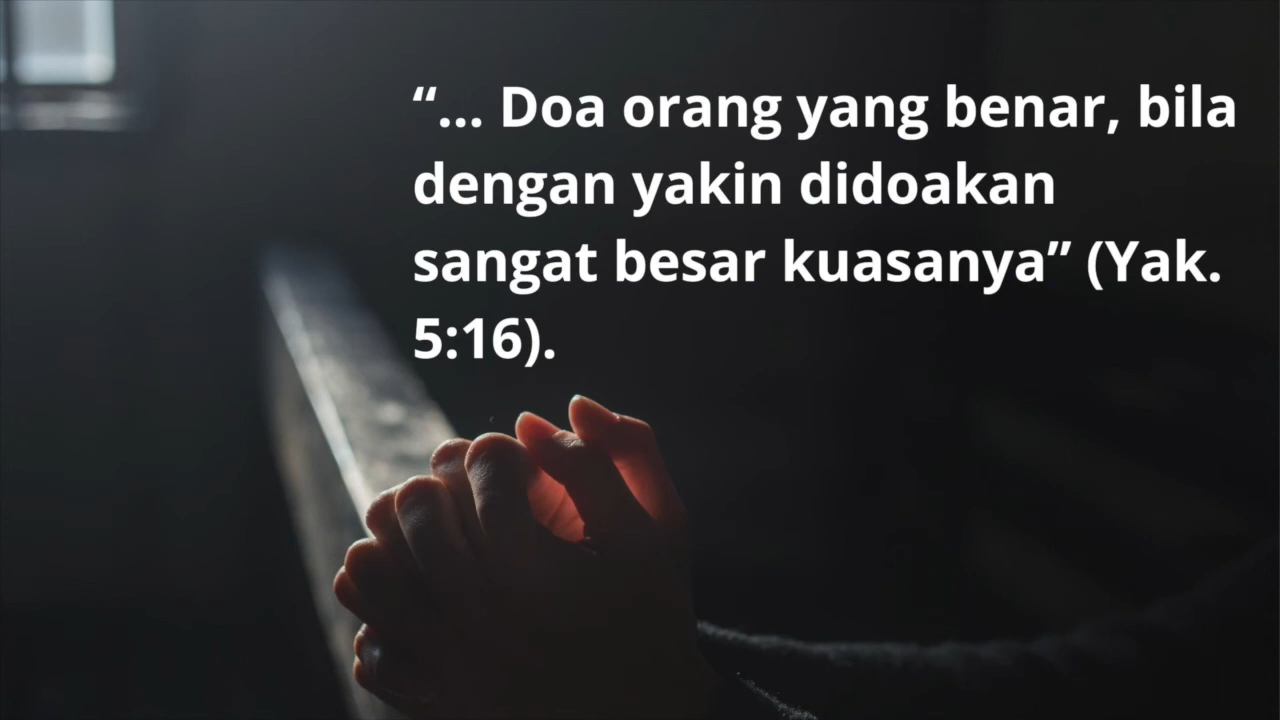 “... Doa orang yang benar, bila
dengan yakin didoakan
sangat besar kuasanya” (Yak.
5:16).